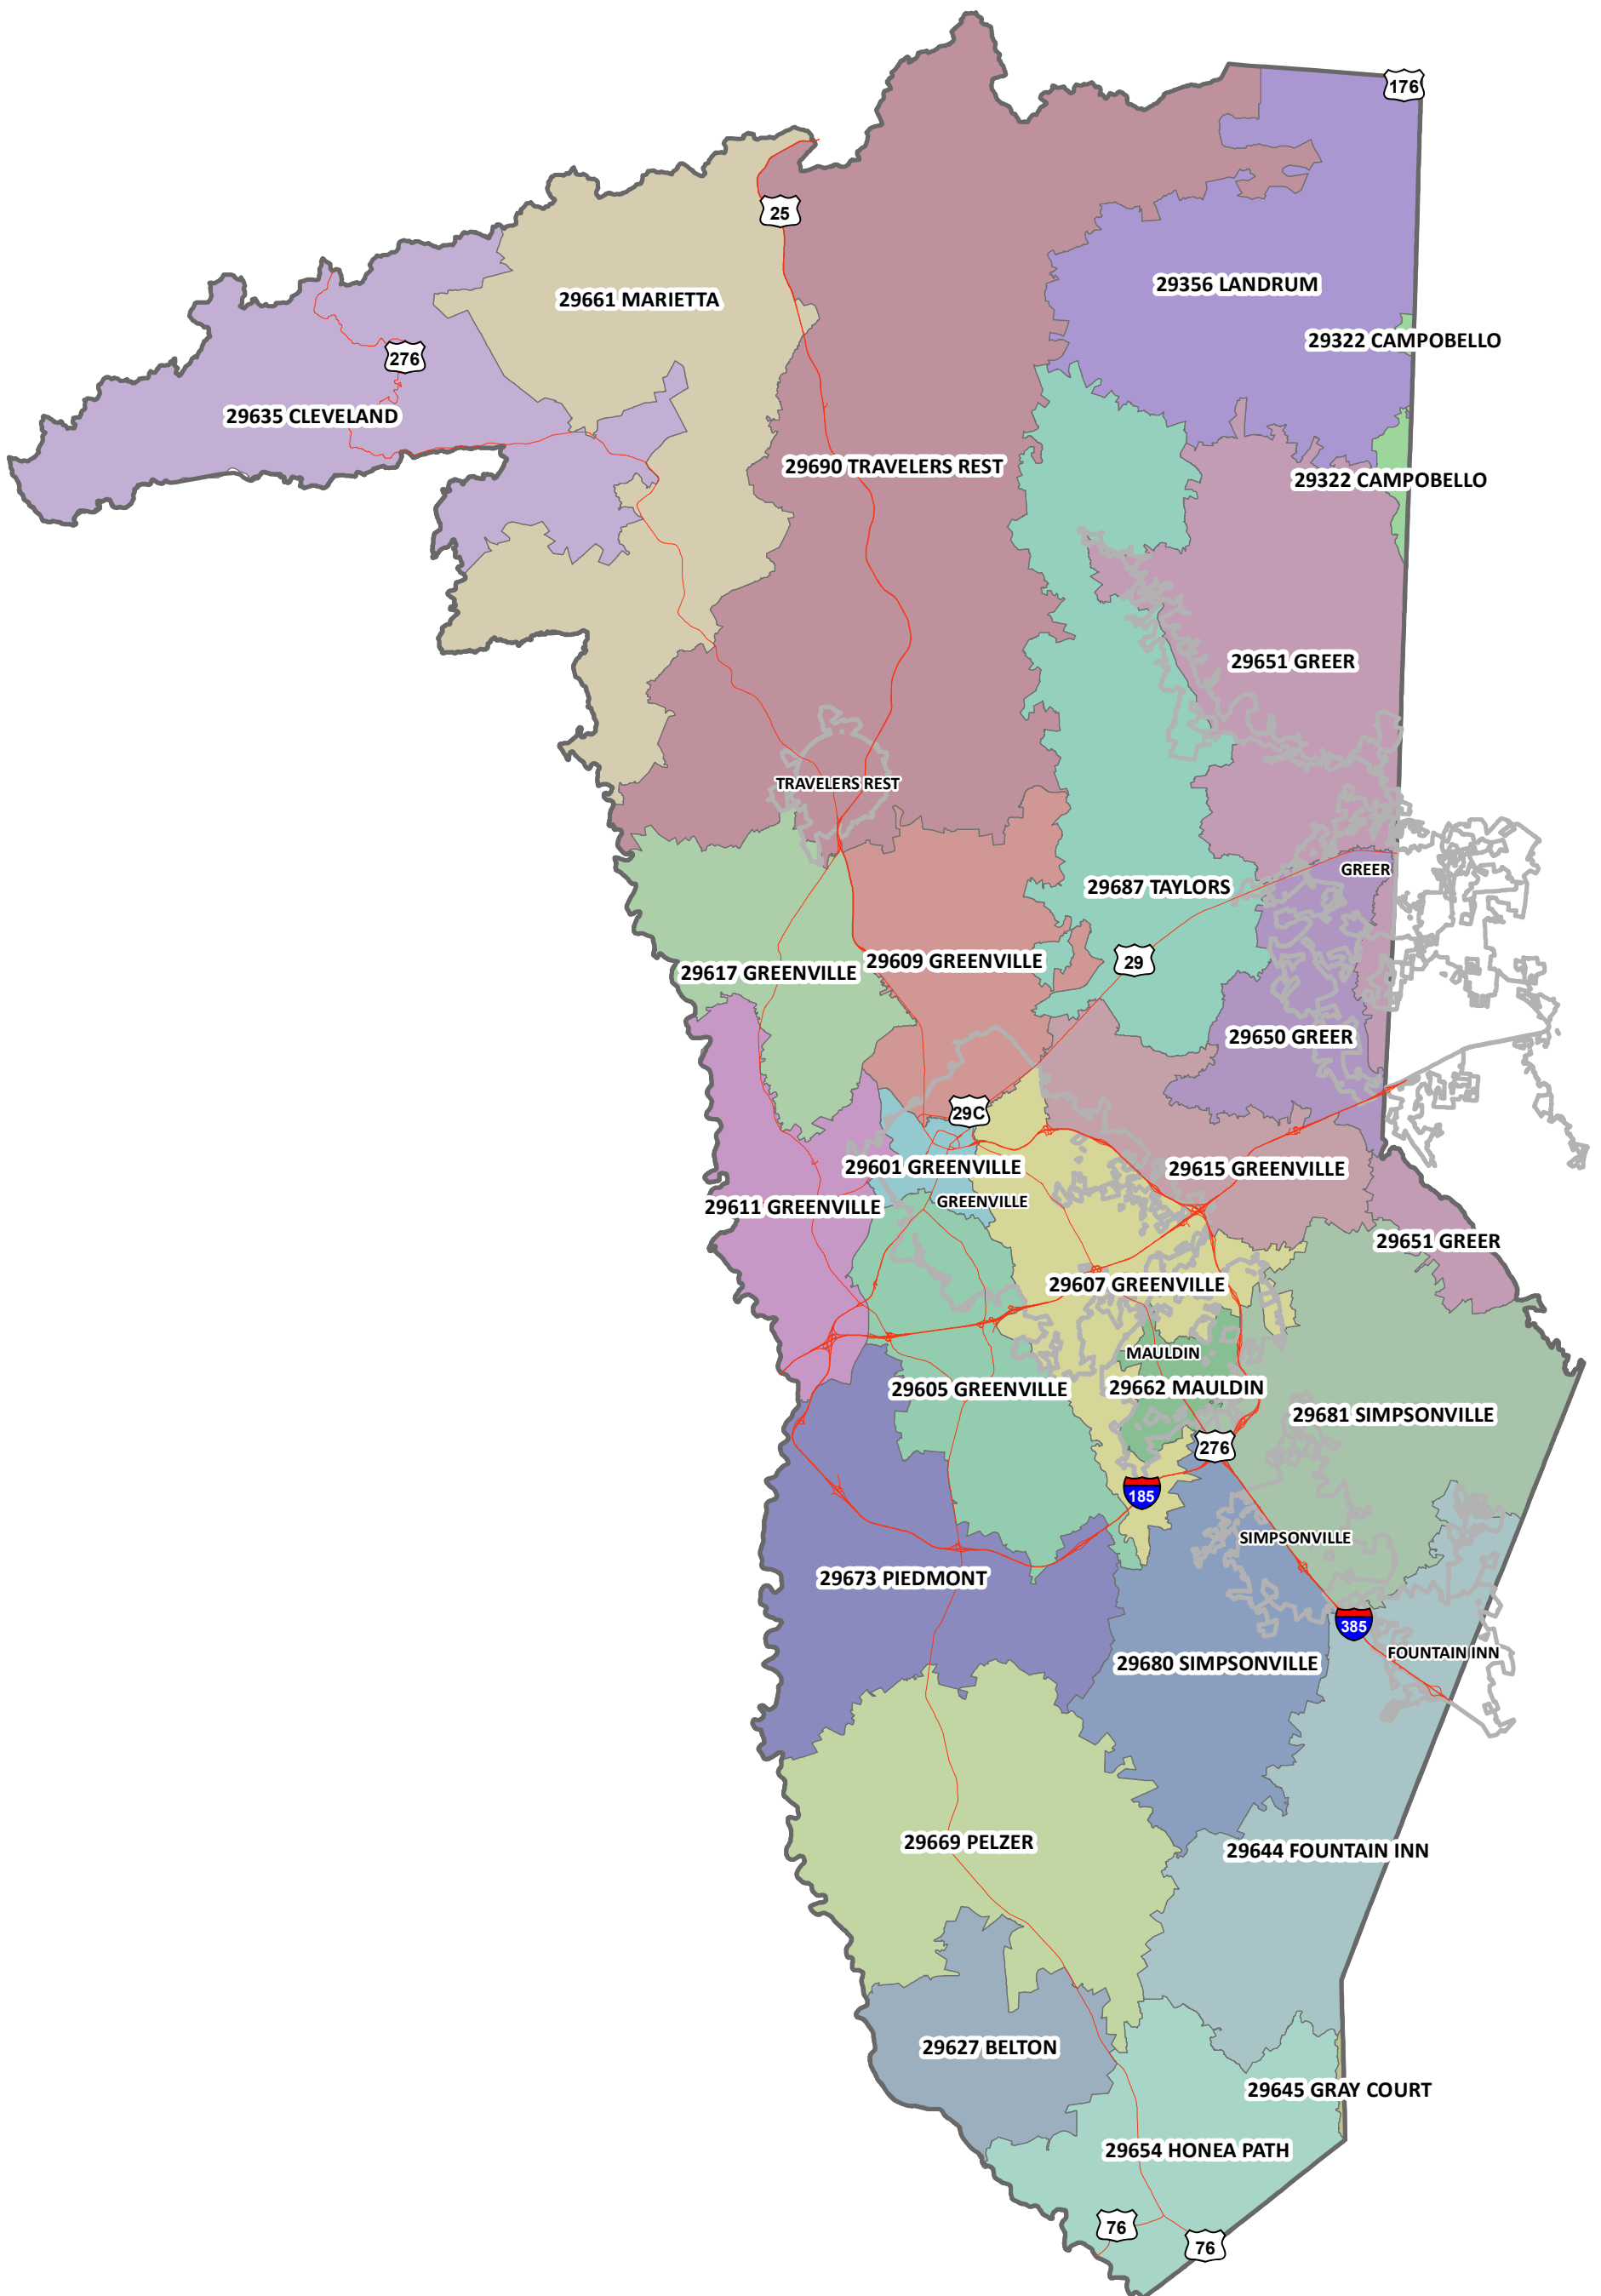 176
25
29356 LANDRUM
29661 MARIETTA
29322 CAMPOBELLO
276
29635 CLEVELAND
29690 TRAVELERS REST
29322 CAMPOBELLO
29651 GREER
TRAVELERS REST
GREER
29687 TAYLORS
29609 GREENVILLE
29
29617 GREENVILLE
29650 GREER
29C
29601 GREENVILLE
29615 GREENVILLE
GREENVILLE
29611 GREENVILLE
29651 GREER
29607 GREENVILLE
MAULDIN
29605 GREENVILLE
29662 MAULDIN
29681 SIMPSONVILLE
276
185
SIMPSONVILLE
29673 PIEDMONT
385
FOUNTAIN INN
29680 SIMPSONVILLE
29669 PELZER
29644 FOUNTAIN INN
29627 BELTON
29645 GRAY COURT
29654 HONEA PATH
76
76